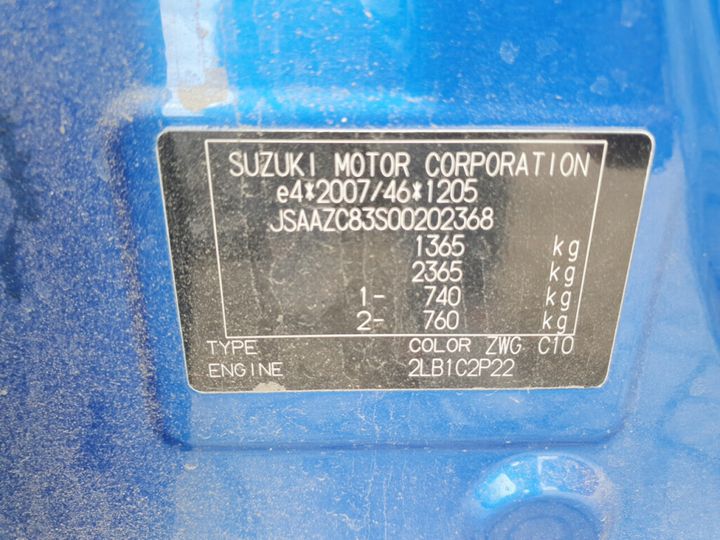 SUZUKI MOTOR CORPORATION
e4*2007/46*1205
JSAAZC83S00202368
1365 kg
2365 kg
1- 740 kg
2- 760 kg
TYPE COLOR ZWG C10
ENGINE 2LB1C2P22